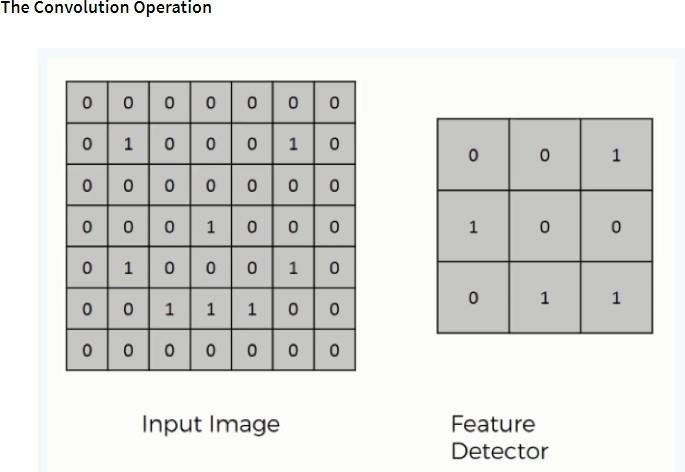 The Convolution Operation
0 0 0 0 0 0 0
0 1 0 0 0 1 0
0 0 0 0 0 0 0
0 0 0 1 0 0 0
0 1 0 0 0 1 0
0 0 1 1 1 0 0
0 0 0 0 0 0 0
Input Image
0 0 1
1 0 0
0 1 1
Feature
Detector